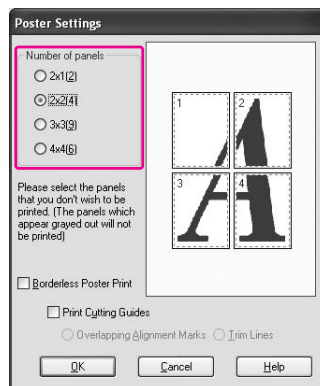 Poster Settings
Number of panels
2x1(2)
2x2(4)
3x3(9)
4x4(6)
1
2
3
4
Please select the panels
that you don't wish to be
printed. (The panels which
appear grayed out will not
be printed)
Borderless Poster Print
Print Cutting Guides
Overlapping Alignment Marks
Trim Lines
OK
Cancel
Help